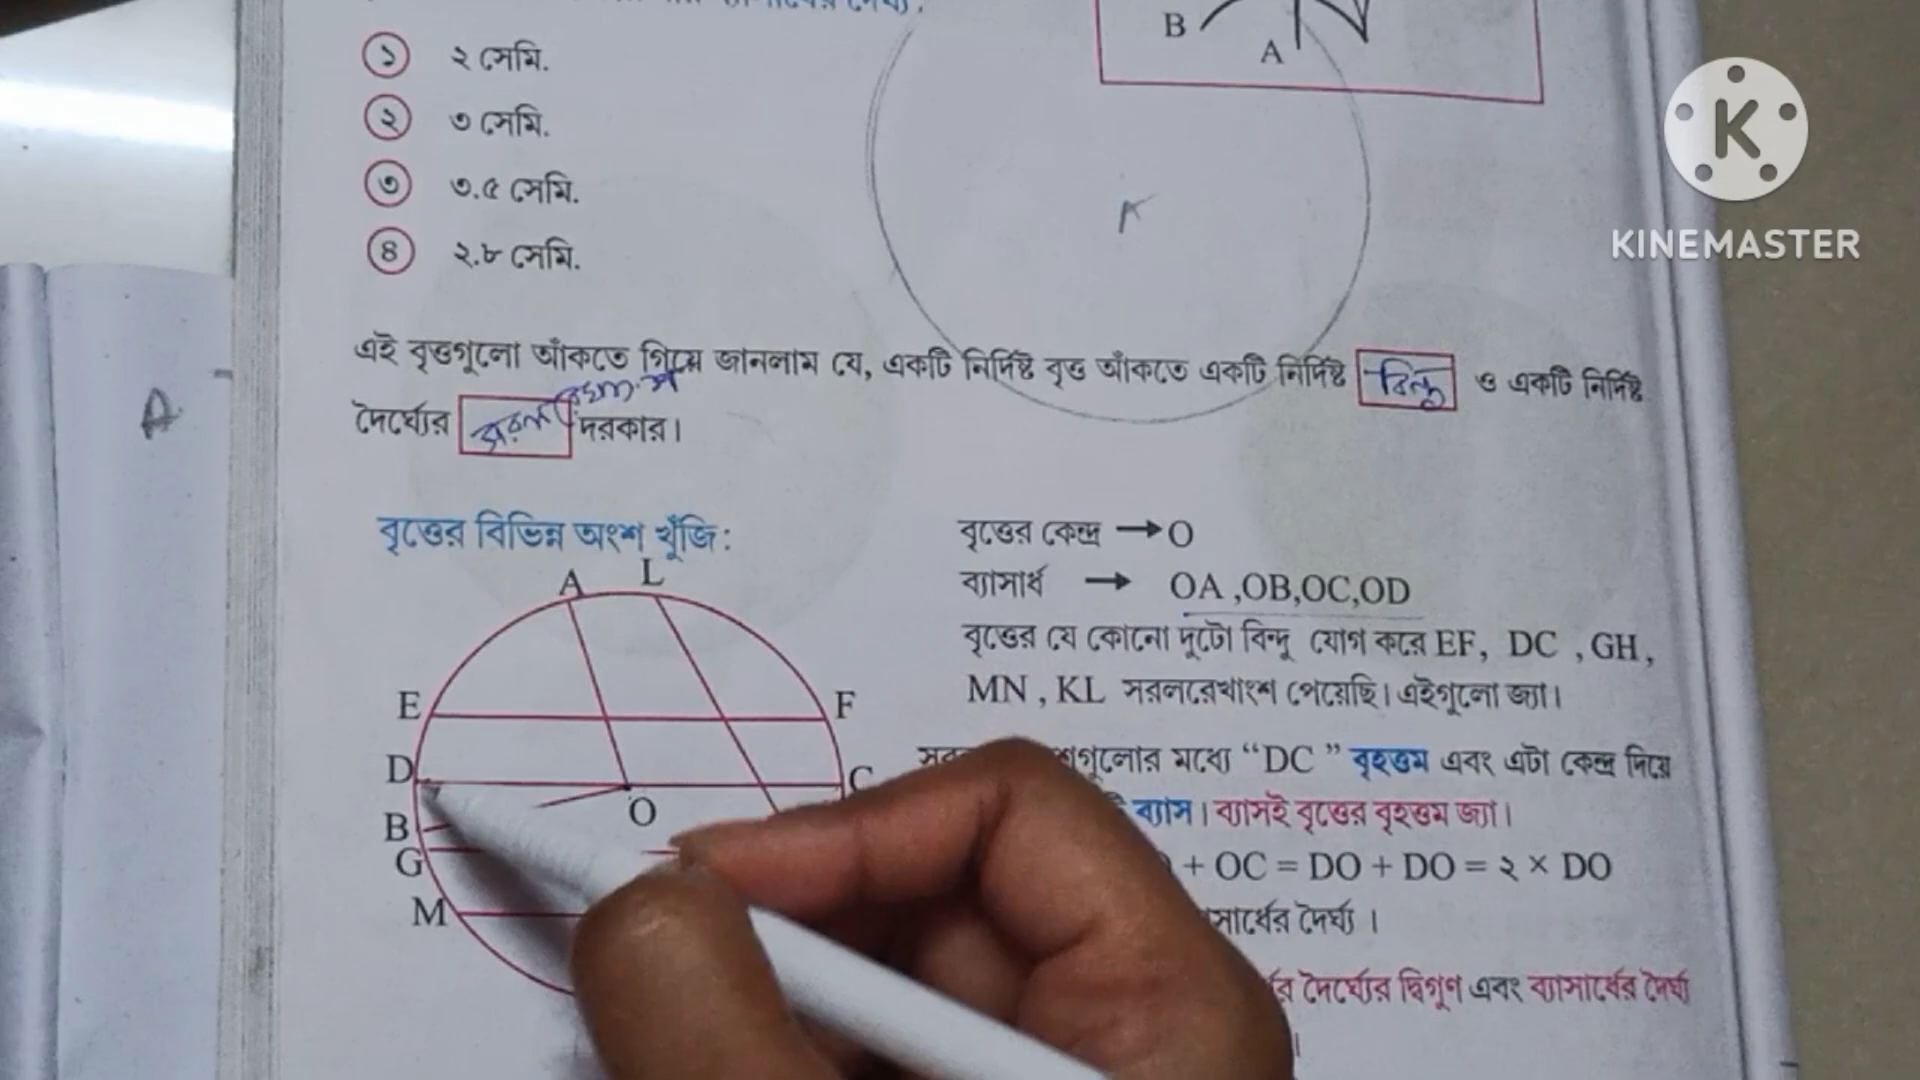 B
A
১ ২ সেমি.
২ ৩ সেমি.
৩ ৩.৫ সেমি.
৪ ২.৮ সেমি.
K
KINEMASTER
এই বৃত্তগুলো আঁকতে গিয়ে জানলাম যে, একটি নির্দিষ্ট বৃত্ত আঁকতে একটি নির্দিষ্ট বিন্দু ও একটি নির্দিষ্ট
দৈর্ঘ্যের সরলরেখাংশ দরকার।
A
বৃত্তের বিভিন্ন অংশ খুঁজি:
A L
E F
D C
B O
G
M
বৃত্তের কেন্দ্র → O
ব্যাসার্ধ → OA ,OB,OC,OD
বৃত্তের যে কোনো দুটো বিন্দু যোগ করে EF, DC , GH,
MN , KL সরলরেখাংশ পেয়েছি। এইগুলো জ্যা।
মধ্যে “DC ” বৃহত্তম এবং এটা কেন্দ্র দিয়ে
ব্যাস। ব্যাসই বৃত্তের বৃহত্তম জ্যা।
+ OC = DO + DO = ২ × DO
দৈর্ঘ্য ।
দৈর্ঘ্যের দ্বিগুণ এবং ব্যাসার্ধের দৈর্ঘ্য